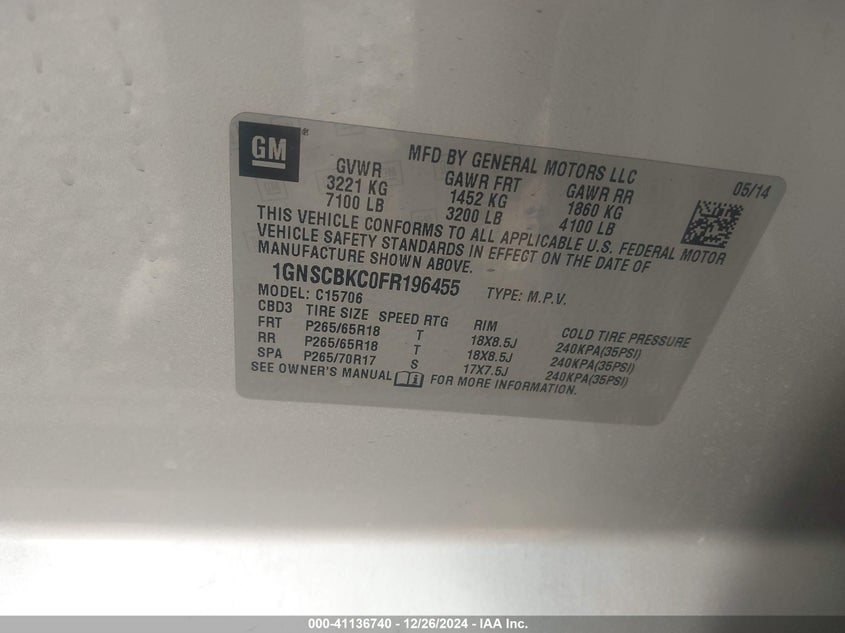 GM ®
MFD BY GENERAL MOTORS LLC 05/14
GVWR GAWR FRT GAWR RR
3221 KG 1452 KG 1860 KG
7100 LB 3200 LB 4100 LB
THIS VEHICLE CONFORMS TO ALL APPLICABLE U.S. FEDERAL MOTOR
VEHICLE SAFETY STANDARDS IN EFFECT ON THE DATE OF
MANUFACTURE SHOWN ABOVE.
1GNSCBKC0FR196455 TYPE: M.P.V.
MODEL: C15706
CBD3 TIRE SIZE SPEED RTG RIM COLD TIRE PRESSURE
FRT P265/65R18 T 18X8.5J 240KPA(35PSI)
RR P265/65R18 T 18X8.5J 240KPA(35PSI)
SPA P265/70R17 S 17X7.5J 240KPA(35PSI)
SEE OWNER'S MANUAL FOR MORE INFORMATION.
000-41136740 - 12/26/2024 - IAA Inc.